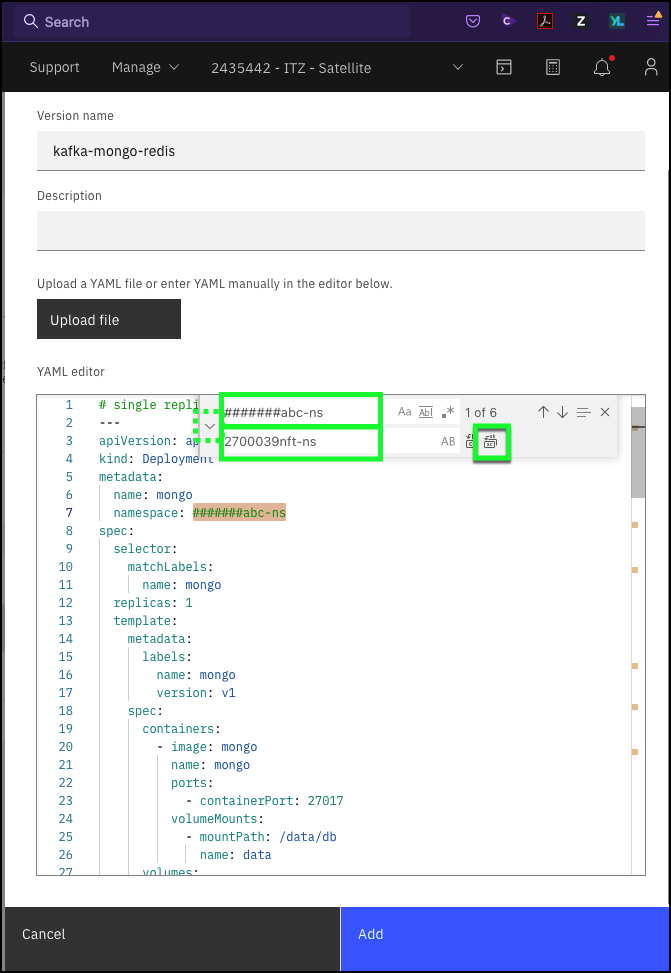 Search
Support Manage 2435442 - ITZ - Satellite
Version name
kafka-mongo-redis
Description
Upload a YAML file or enter YAML manually in the editor below.
Upload file
YAML editor
#######abc-ns Aa Abl .* 1 of 6
2700039nft-ns AB
1 # single repli
2 ---
3 apiVersion: ap
4 kind: Deployment
5 metadata:
6 name: mongo
7 namespace: #######abc-ns
8 spec:
9 selector:
10 matchLabels:
11 name: mongo
12 replicas: 1
13 template:
14 metadata:
15 labels:
16 name: mongo
17 version: v1
18 spec:
19 containers:
20 - image: mongo
21 name: mongo
22 ports:
23 - containerPort: 27017
24 volumeMounts:
25 - mountPath: /data/db
26 name: data
27 volumes:
Cancel Add